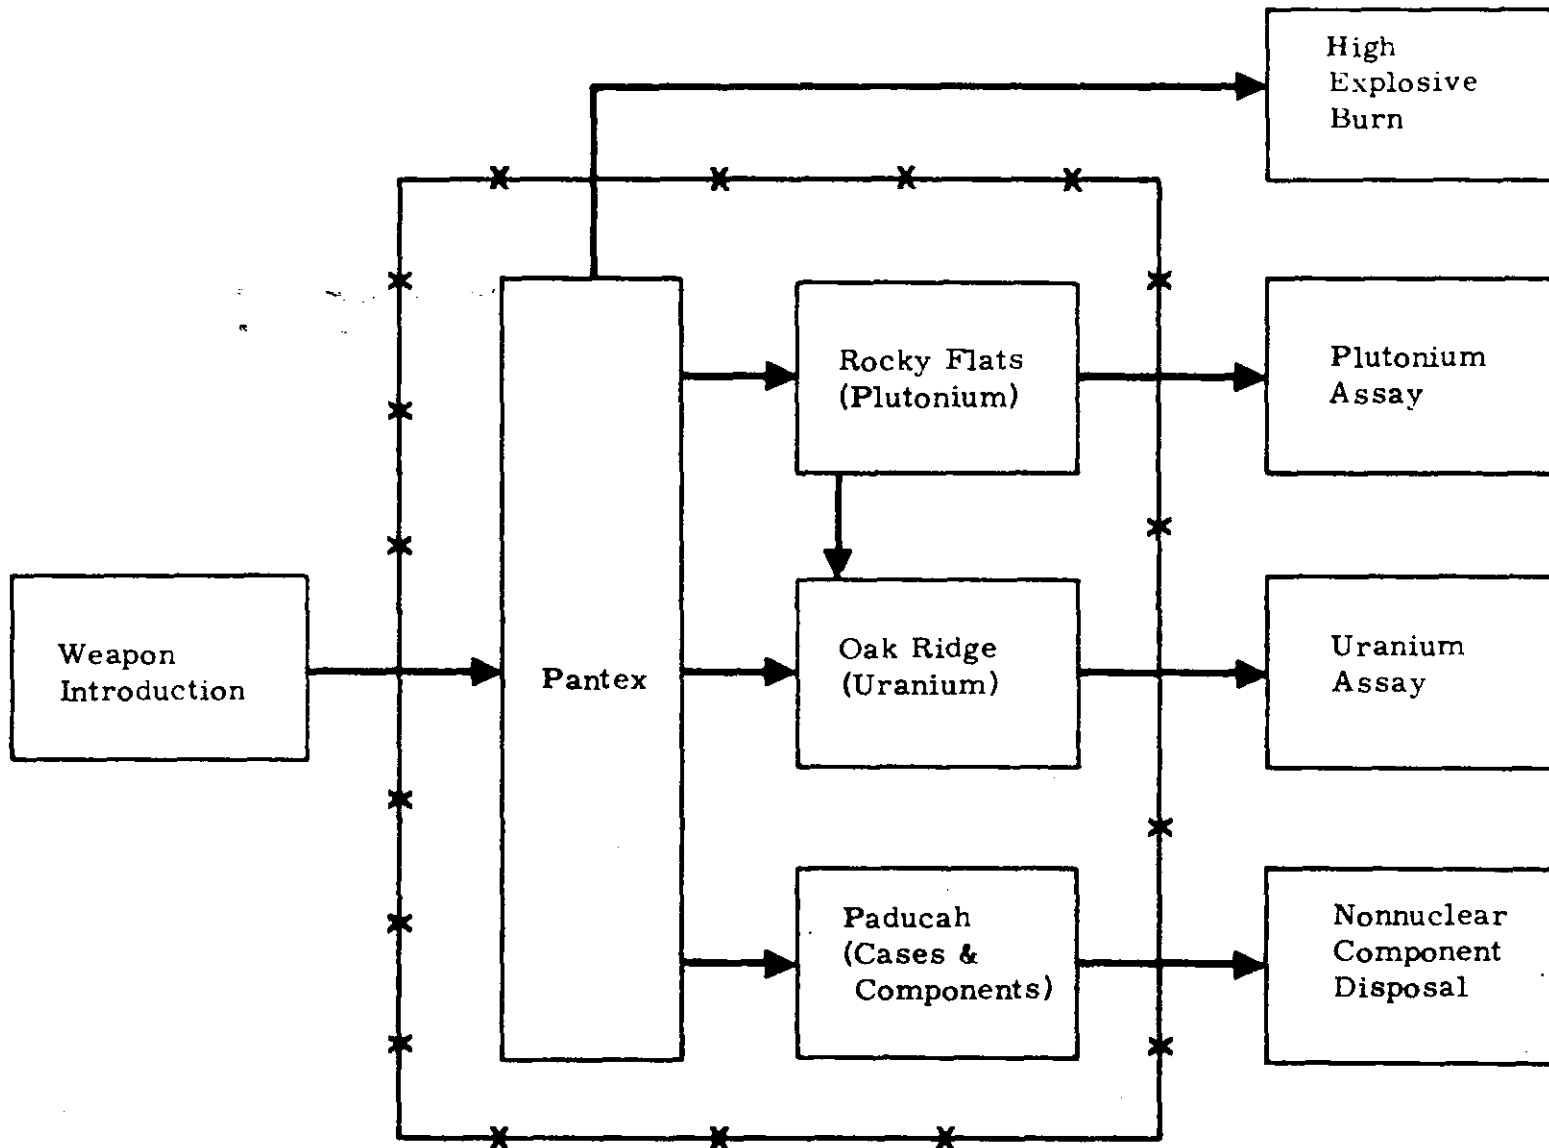 High
Explosive
Burn
Rocky Flats
(Plutonium)
Plutonium
Assay
Weapon
Introduction
Pantex
Oak Ridge
(Uranium)
Uranium
Assay
Paducah
(Cases &
Components)
Nonnuclear
Component
Disposal